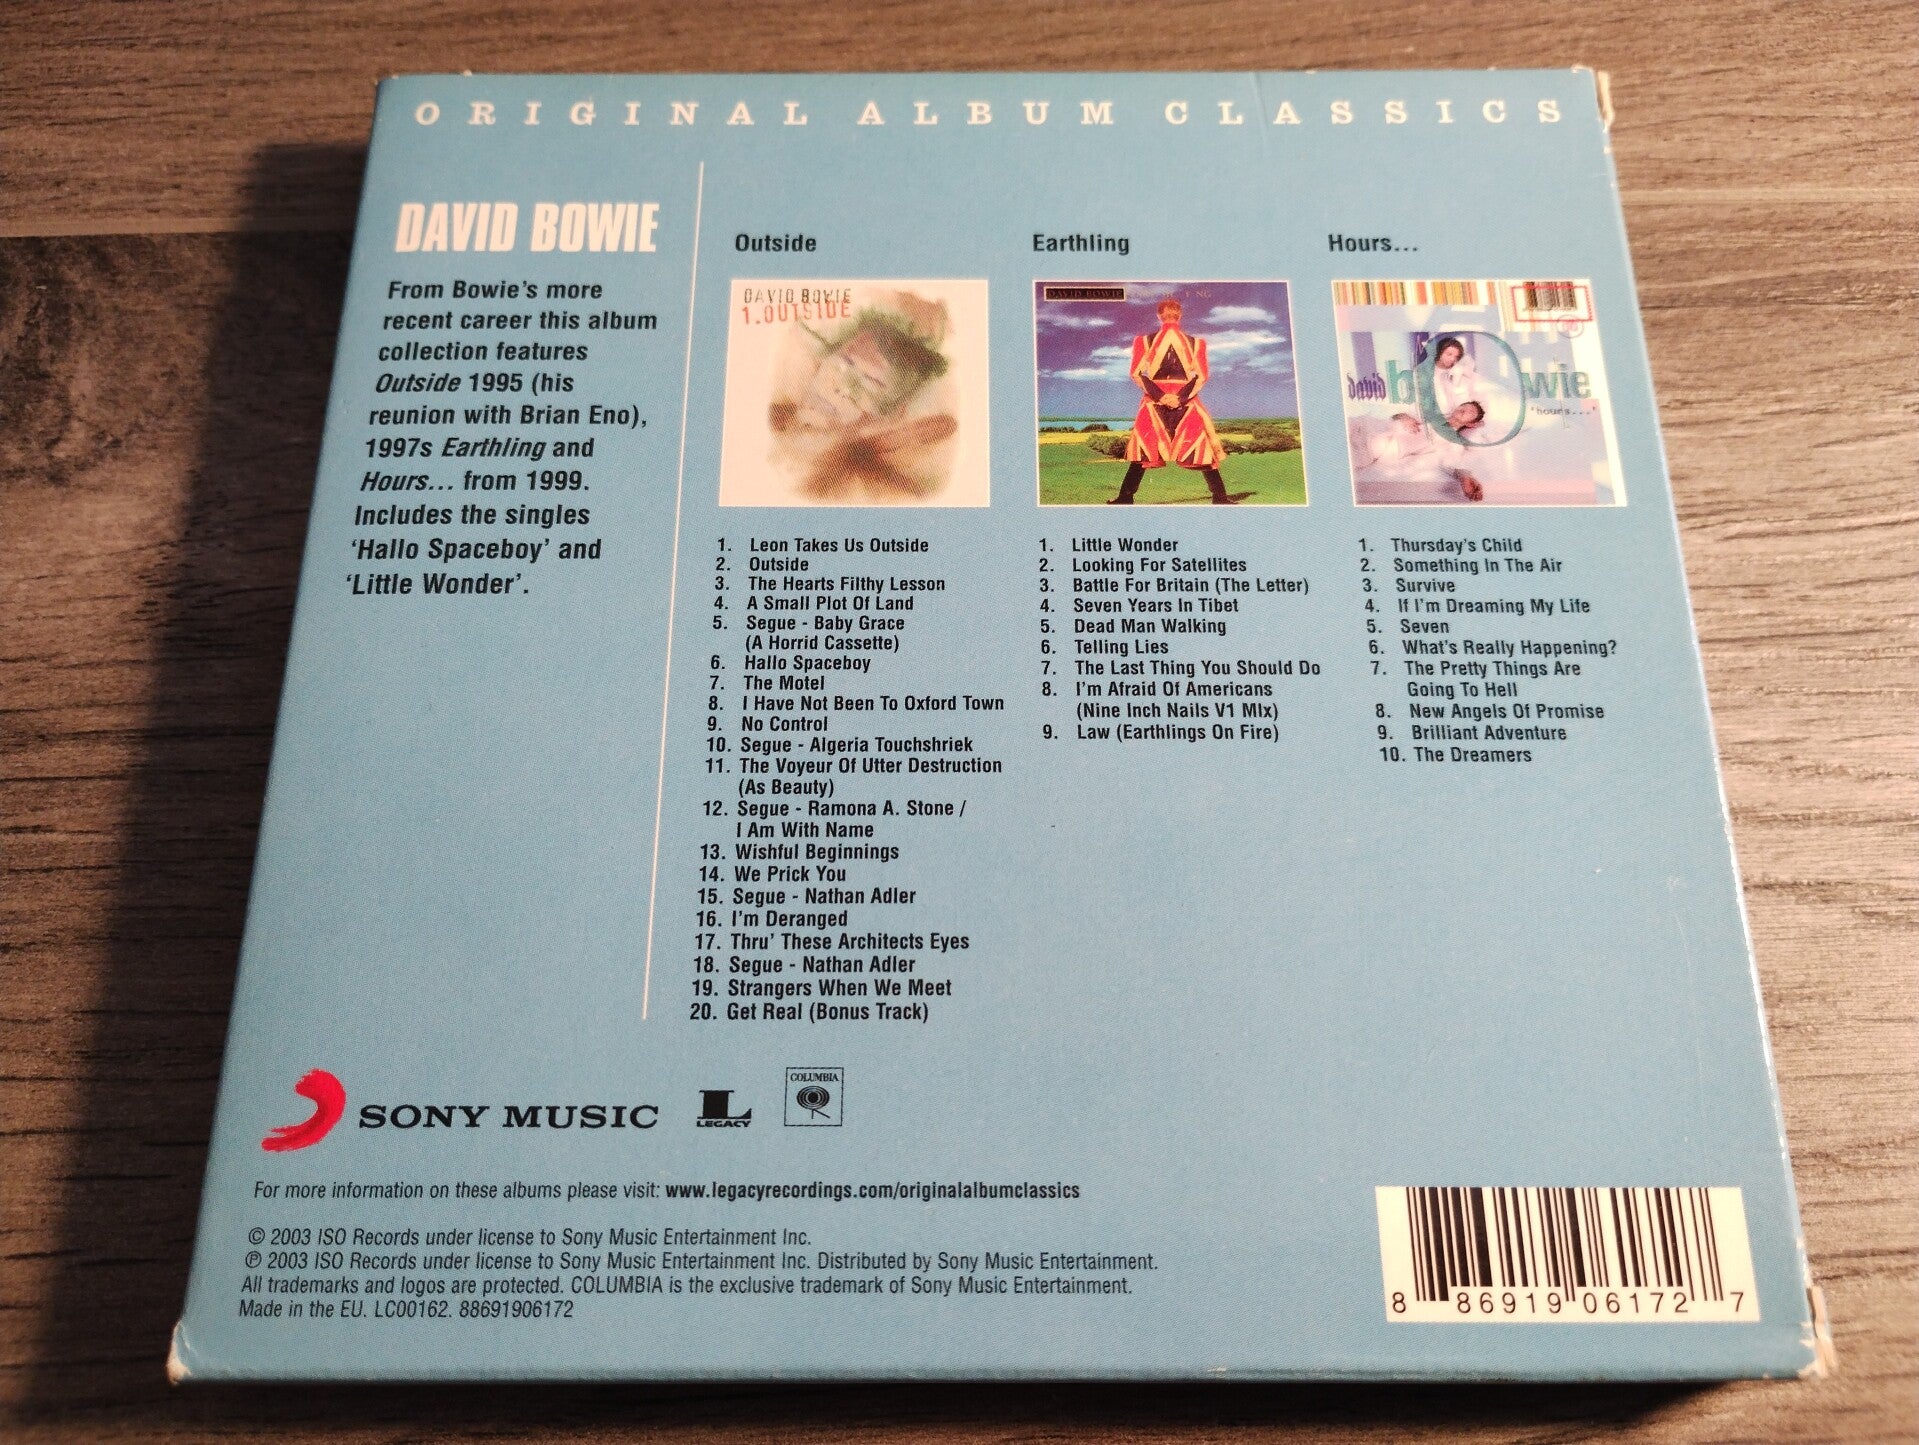 ORIGINAL ALBUM CLASSICS
DAVID BOWIE
From Bowie's more
recent career this album
collection features
Outside 1995 (his
reunion with Brian Eno),
1997s Earthling and
Hours... from 1999.
Includes the singles
'Hallo Spaceboy' and
'Little Wonder'.
Outside
DAVID BOWIE
1.OUTSIDE
1. Leon Takes Us Outside
2. Outside
3. The Hearts Filthy Lesson
4. A Small Plot Of Land
5. Segue - Baby Grace
(A Horrid Cassette)
6. Hallo Spaceboy
7. The Motel
8. I Have Not Been To Oxford Town
9. No Control
10. Segue - Algeria Touchshriek
11. The Voyeur Of Utter Destruction
(As Beauty)
12. Segue - Ramona A. Stone /
I Am With Name
13. Wishful Beginnings
14. We Prick You
15. Segue - Nathan Adler
16. I'm Deranged
17. Thru' These Architects Eyes
18. Segue - Nathan Adler
19. Strangers When We Meet
20. Get Real (Bonus Track)
Earthling
DAVID BOWIE
1. Little Wonder
2. Looking For Satellites
3. Battle For Britain (The Letter)
4. Seven Years In Tibet
5. Dead Man Walking
6. Telling Lies
7. The Last Thing You Should Do
8. I'm Afraid Of Americans
(Nine Inch Nails V1 MIx)
9. Law (Earthlings On Fire)
Hours...
david bowie
'hours...'
1. Thursday's Child
2. Something In The Air
3. Survive
4. If I'm Dreaming My Life
5. Seven
6. What's Really Happening?
7. The Pretty Things Are
Going To Hell
8. New Angels Of Promise
9. Brilliant Adventure
10. The Dreamers
SONY MUSIC
L
LEGACY
COLUMBIA
For more information on these albums please visit: www.legacyrecordings.com/originalalbumclassics
© 2003 ISO Records under license to Sony Music Entertainment Inc.
℗ 2003 ISO Records under license to Sony Music Entertainment Inc. Distributed by Sony Music Entertainment.
All trademarks and logos are protected. COLUMBIA is the exclusive trademark of Sony Music Entertainment.
Made in the EU. LC00162. 88691906172
8 86919 06172 7